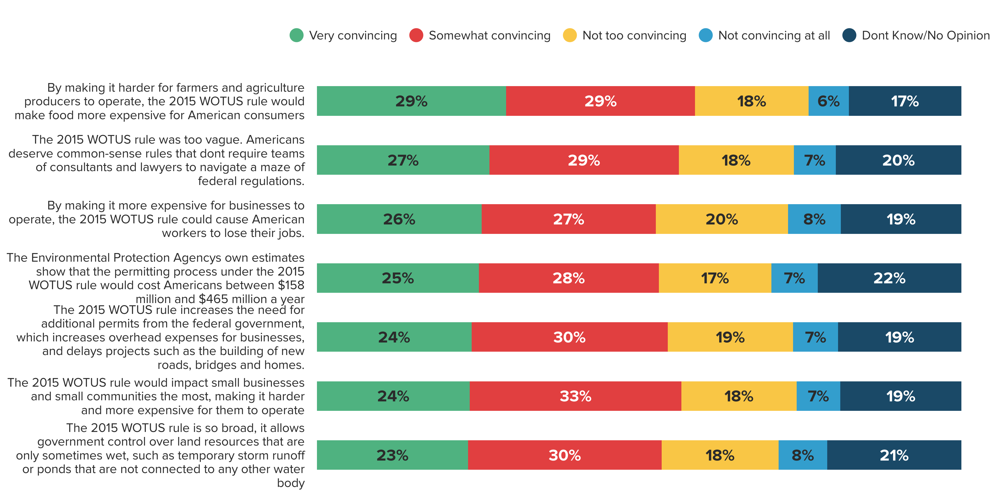 Very convincing Somewhat convincing Not too convincing Not convincing at all Dont Know/No Opinion
By making it harder for farmers and agriculture
producers to operate, the 2015 WOTUS rule would
make food more expensive for American consumers
29% 29% 18% 6% 17%
The 2015 WOTUS rule was too vague. Americans
deserve common-sense rules that dont require teams
of consultants and lawyers to navigate a maze of
federal regulations.
27% 29% 18% 7% 20%
By making it more expensive for businesses to
operate, the 2015 WOTUS rule could cause American
workers to lose their jobs.
26% 27% 20% 8% 19%
The Environmental Protection Agencys own estimates
show that the permitting process under the 2015
WOTUS rule would cost Americans between $158
million and $465 million a year
25% 28% 17% 7% 22%
The 2015 WOTUS rule increases the need for
additional permits from the federal government,
which increases overhead expenses for businesses,
and delays projects such as the building of new
roads, bridges and homes.
24% 30% 19% 7% 19%
The 2015 WOTUS rule would impact small businesses
and small communities the most, making it harder
and more expensive for them to operate
24% 33% 18% 7% 19%
The 2015 WOTUS rule is so broad, it allows
government control over land resources that are
only sometimes wet, such as temporary storm runoff
or ponds that are not connected to any other water
body
23% 30% 18% 8% 21%